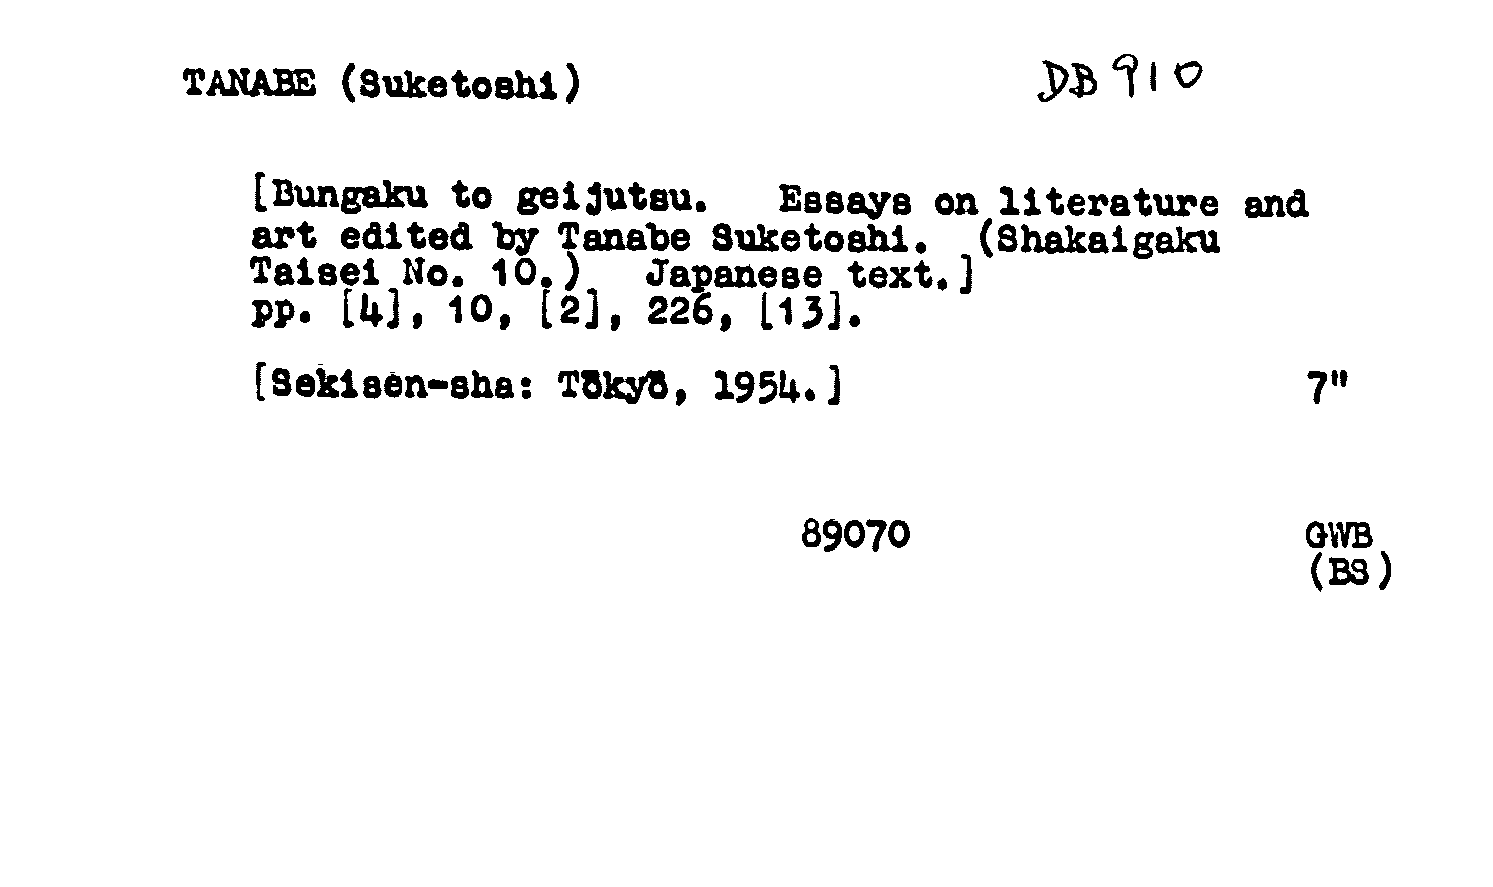 TANABE (Suketoshi) DB 910
[Bungaku to geijutsu. Essays on literature and
art edited by Tanabe Suketoshi. (Shakaigaku
Taisei No. 10.) Japanese text.]
pp. [4], 10, [2], 226, [13].
[Sekisen-sha: Tōkyō, 1954.] 7"
89070 GWB
(BS)